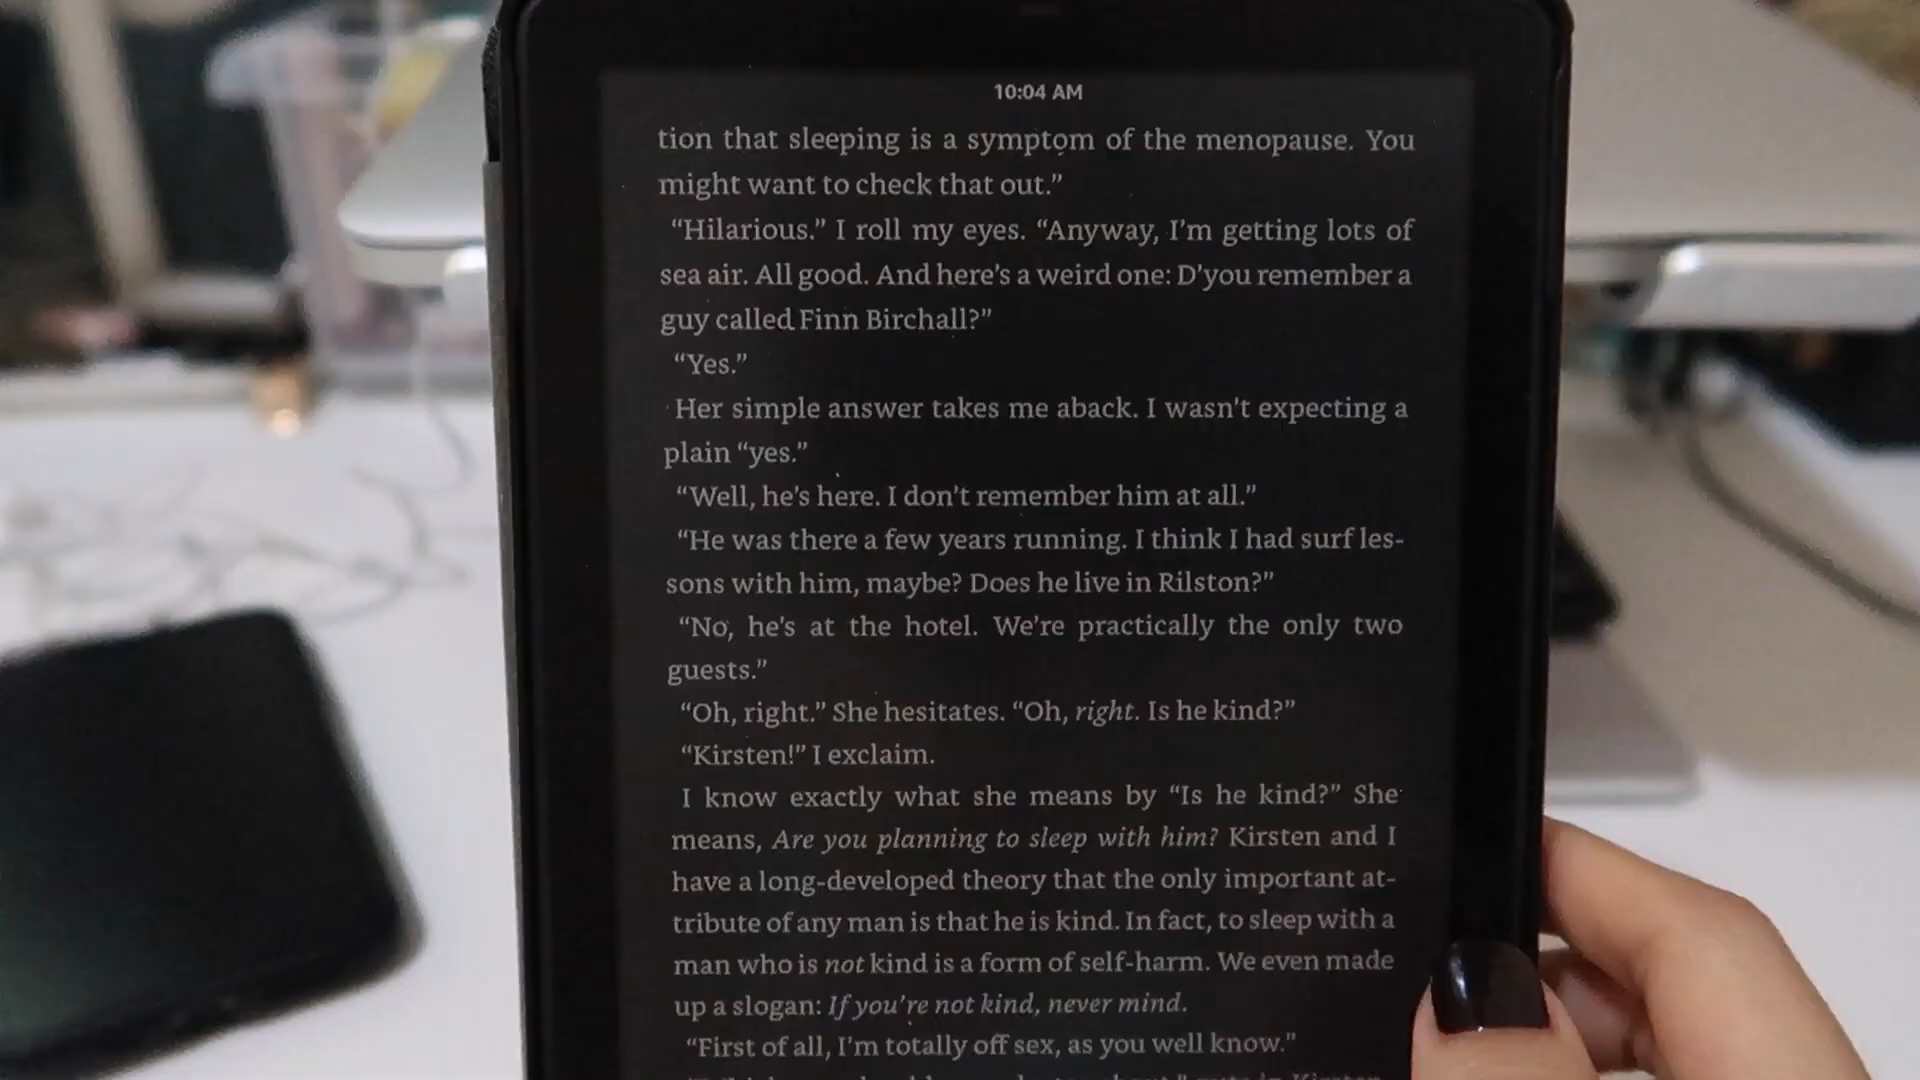 10:04 AM
tion that sleeping is a symptom of the menopause. You
might want to check that out.”
“Hilarious.” I roll my eyes. “Anyway, I’m getting lots of
sea air. All good. And here’s a weird one: D’you remember a
guy called Finn Birchall?”
“Yes.”
Her simple answer takes me aback. I wasn’t expecting a
plain “yes.”
“Well, he’s here. I don’t remember him at all.”
“He was there a few years running. I think I had surf les-
sons with him, maybe? Does he live in Rilston?”
“No, he’s at the hotel. We’re practically the only two
guests.”
“Oh, right.” She hesitates. “Oh, right. Is he kind?”
“Kirsten!” I exclaim.
I know exactly what she means by “Is he kind?” She
means, Are you planning to sleep with him? Kirsten and I
have a long-developed theory that the only important at-
tribute of any man is that he is kind. In fact, to sleep with a
man who is not kind is a form of self-harm. We even made
up a slogan: If you’re not kind, never mind.
“First of all, I’m totally off sex, as you well know.”